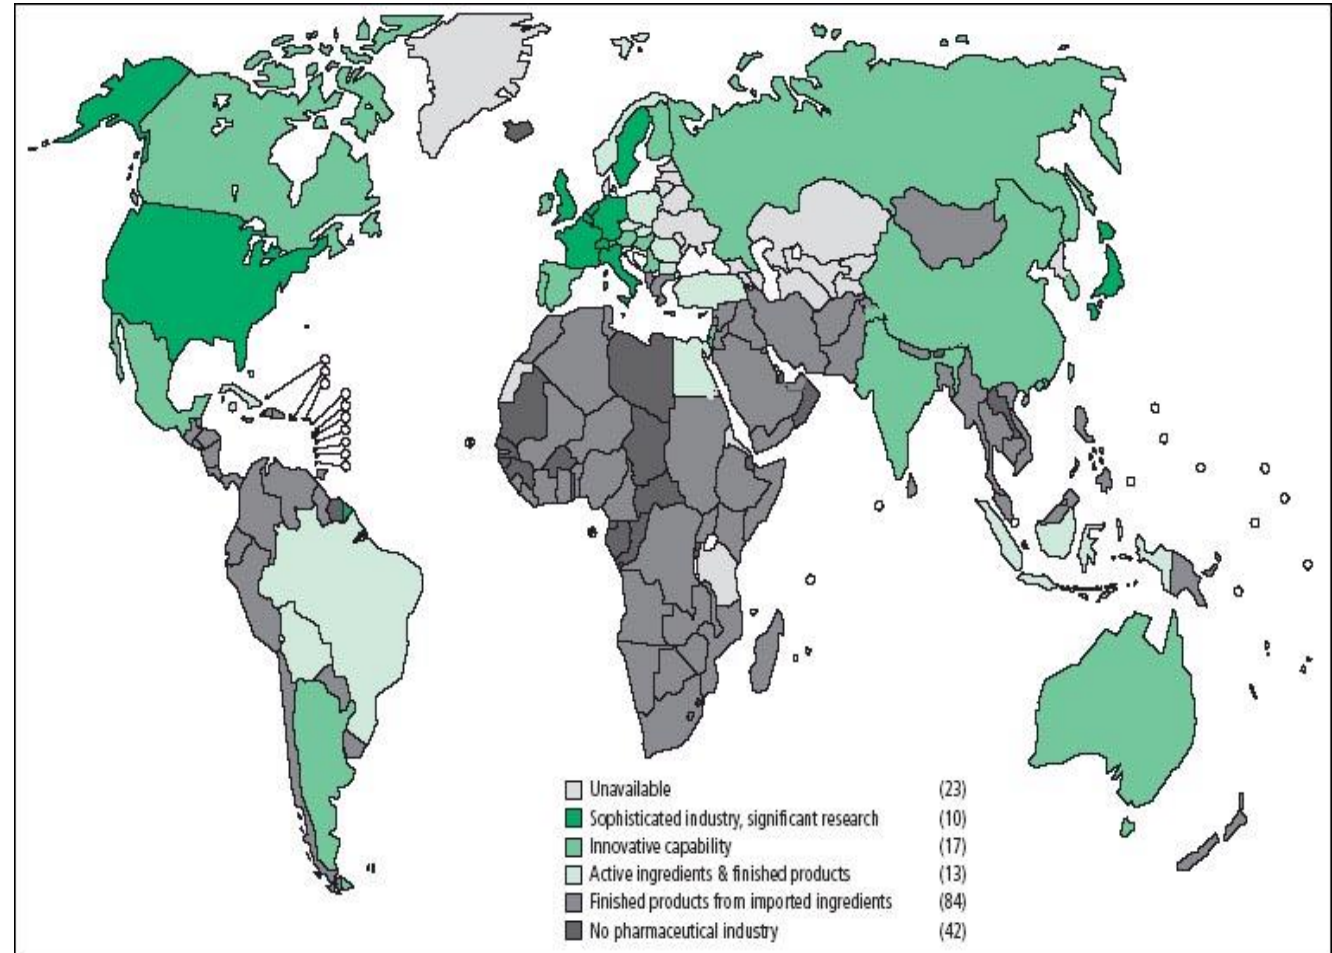 Unavailable (23)
Sophisticated industry, significant research (10)
Innovative capability (17)
Active ingredients & finished products (13)
Finished products from imported ingredients (84)
No pharmaceutical industry (42)